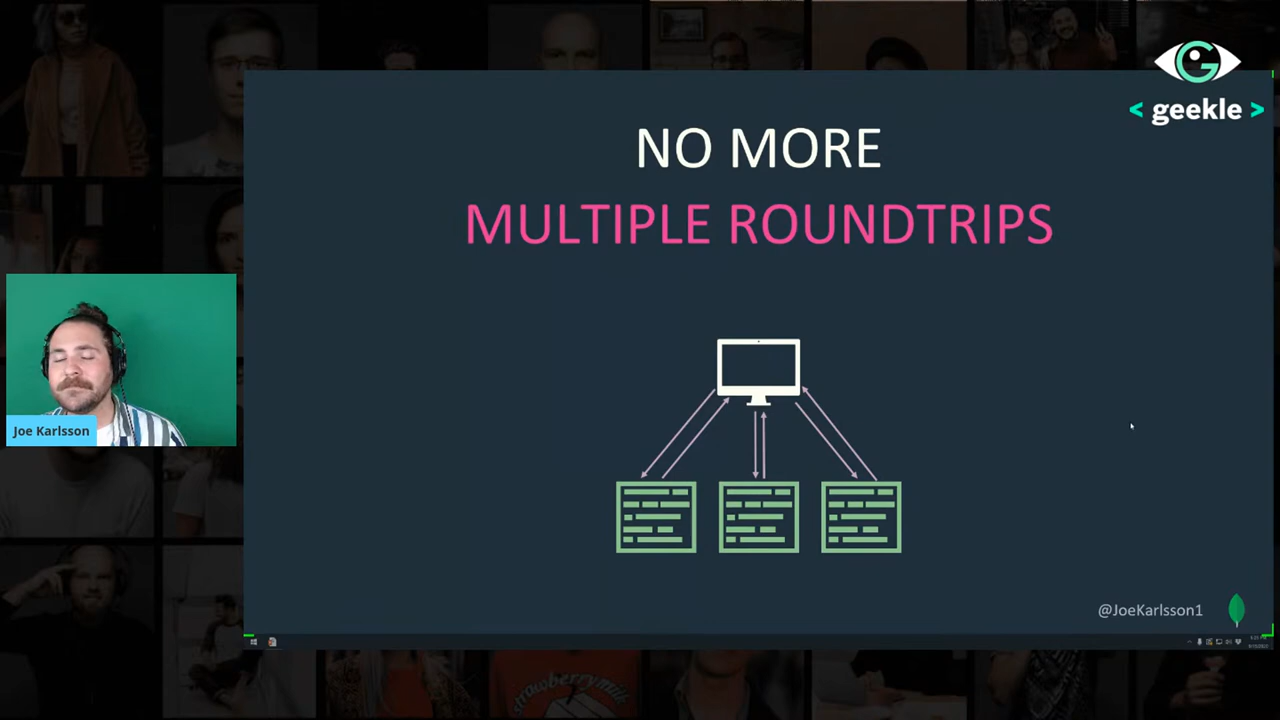 < geekle >
NO MORE
MULTIPLE ROUNDTRIPS
Joe Karlsson
@JoeKarlsson1